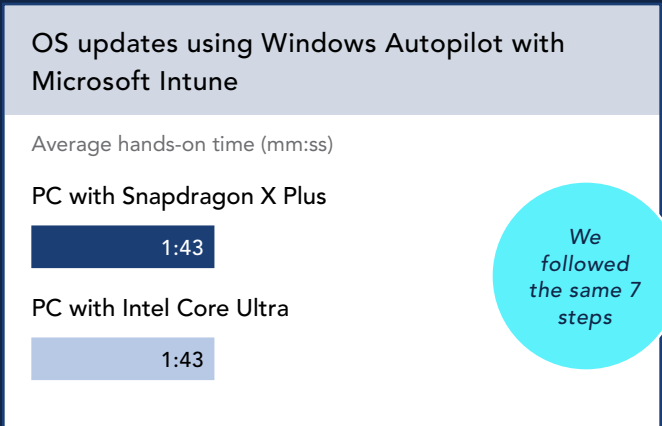 OS updates using Windows Autopilot with
Microsoft Intune
Average hands-on time (mm:ss)
PC with Snapdragon X Plus
1:43
PC with Intel Core Ultra
1:43
We
followed
the same 7
steps